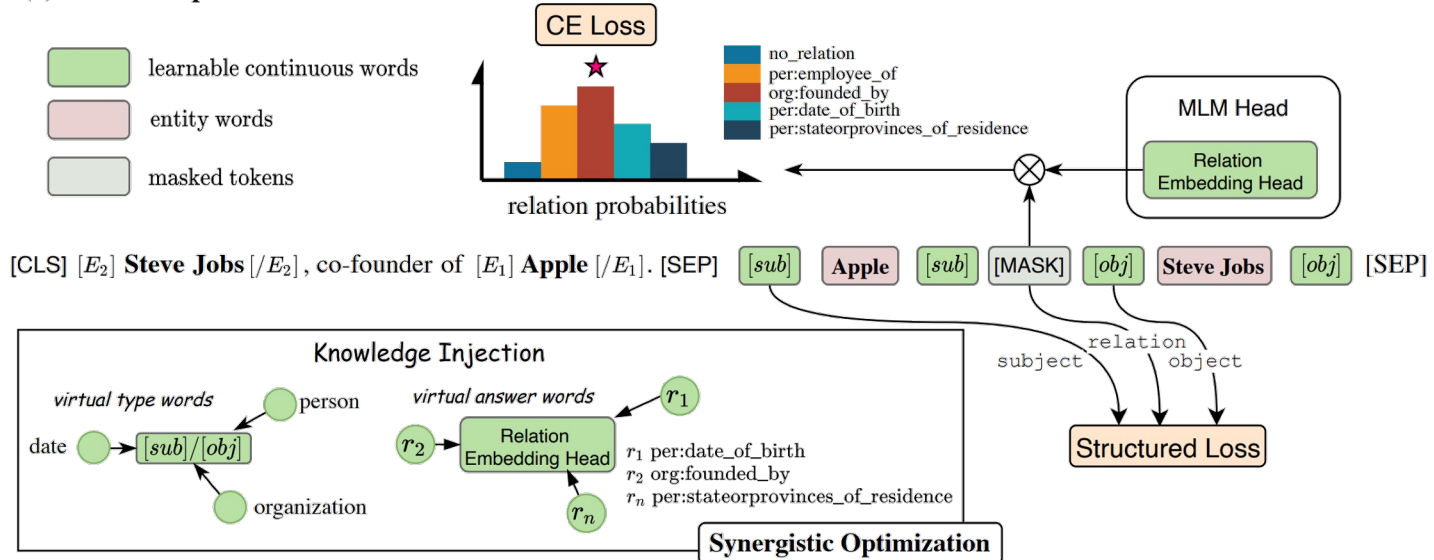 CE Loss
learnable continuous words
entity words
masked tokens
no_relation
per:employee_of
org:founded_by
per:date_of_birth
per:stateorprovinces_of_residence
relation probabilities
MLM Head
Relation
Embedding Head
[CLS] [E₂] Steve Jobs [/E₂] , co-founder of [E₁] Apple [/E₁]. [SEP] [sub] Apple [sub] [MASK] [obj] Steve Jobs [obj] [SEP]
subject
relation
object
Structured Loss
Knowledge Injection
virtual type words
person
date
[sub]/[obj]
organization
virtual answer words
r₁
r₂
Relation
Embedding Head
rₙ
r₁ per:date_of_birth
r₂ org:founded_by
rₙ per:stateorprovinces_of_residence
Synergistic Optimization